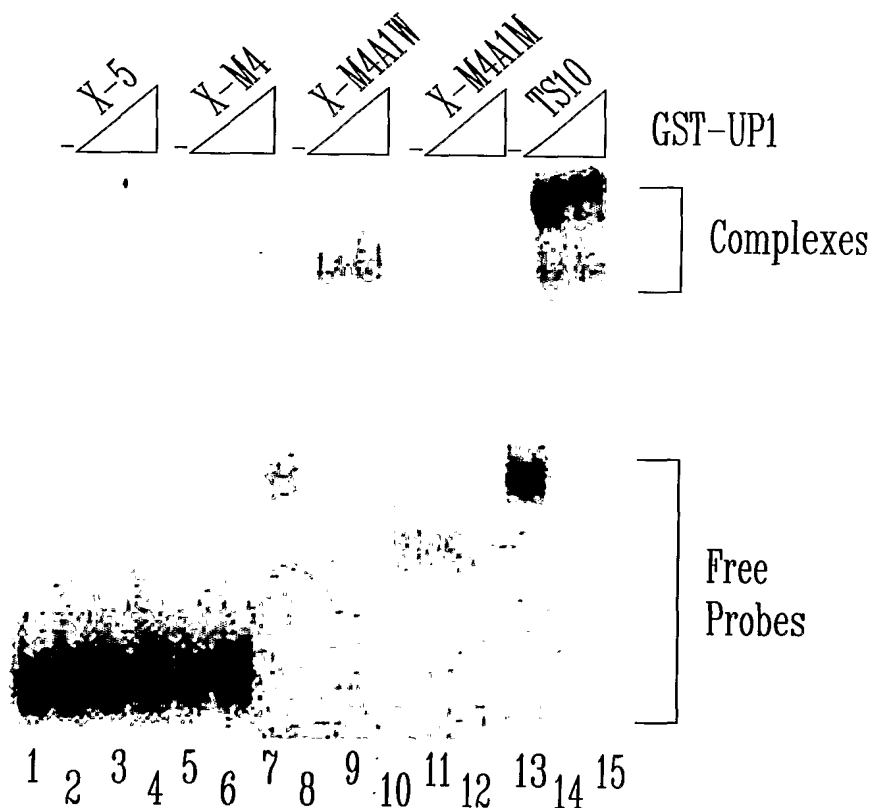 X-5 X-M4 X-M4A1W X-M4A1M TS10
GST-UP1
- - - - -
Complexes
Free
Probes
1 2 3 4 5 6 7 8 9 10 11 12 13 14 15